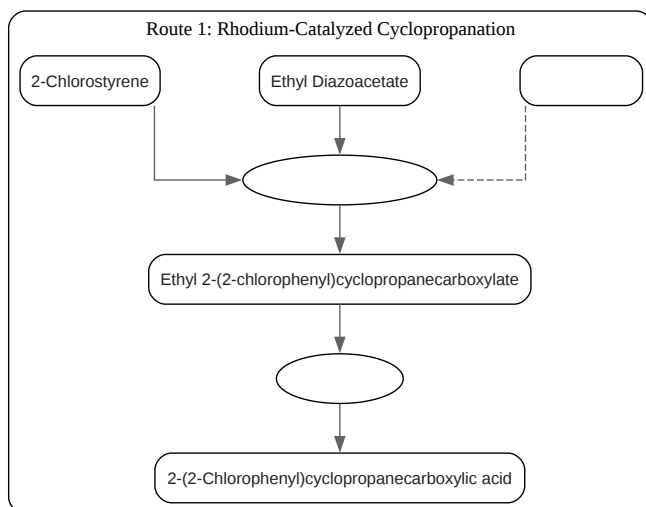 Route 1: Rhodium-Catalyzed Cyclopropanation
2-Chlorostyrene
Ethyl Diazoacetate
Ethyl 2-(2-chlorophenyl)cyclopropanecarboxylate
2-(2-Chlorophenyl)cyclopropanecarboxylic acid